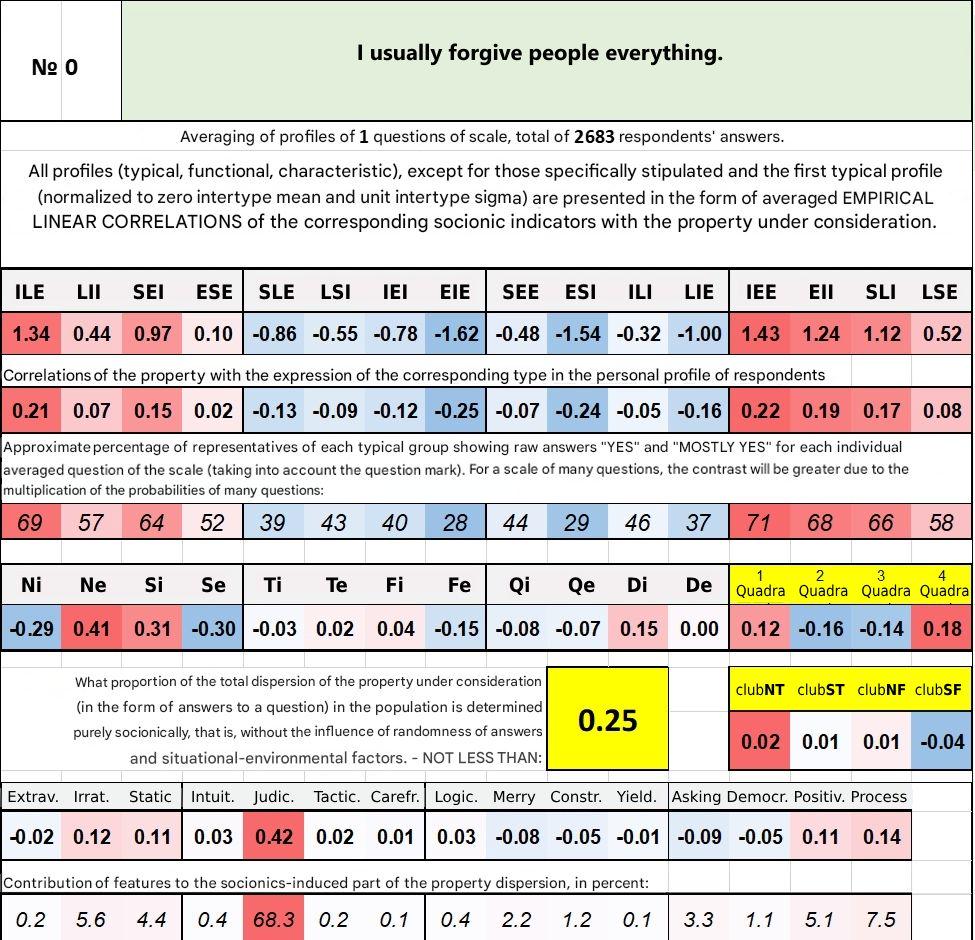 № 0
I usually forgive people everything.
Averaging of profiles of 1 questions of scale, total of 2683 respondents' answers.
All profiles (typical, functional, characteristic), except for those specifically stipulated and the first typical profile
(normalized to zero intertype mean and unit intertype sigma) are presented in the form of averaged EMPIRICAL
LINEAR CORRELATIONS of the corresponding socionic indicators with the property under consideration.
ILE LII SEI ESE SLE LSI IEI EIE SEE ESI ILI LIE IEE EII SLI LSE
1.34 0.44 0.97 0.10 -0.86 -0.55 -0.78 -1.62 -0.48 -1.54 -0.32 -1.00 1.43 1.24 1.12 0.52
Correlations of the property with the expression of the corresponding type in the personal profile of respondents
0.21 0.07 0.15 0.02 -0.13 -0.09 -0.12 -0.25 -0.07 -0.24 -0.05 -0.16 0.22 0.19 0.17 0.08
Approximate percentage of representatives of each typical group showing raw answers "YES" and "MOSTLY YES" for each individual
averaged question of the scale (taking into account the question mark). For a scale of many questions, the contrast will be greater due to the
multiplication of the probabilities of many questions:
69 57 64 52 39 43 40 28 44 29 46 37 71 68 66 58
Ni Ne Si Se Ti Te Fi Fe Qi Qe Di De 1 Quadra 2 Quadra 3 Quadra 4 Quadra
-0.29 0.41 0.31 -0.30 -0.03 0.02 0.04 -0.15 -0.08 -0.07 0.15 0.00 0.12 -0.16 -0.14 0.18
What proportion of the total dispersion of the property under consideration
(in the form of answers to a question) in the population is determined
purely socionically, that is, without the influence of randomness of answers
and situational-environmental factors. - NOT LESS THAN:
0.25
clubNT clubST clubNF clubSF
0.02 0.01 0.01 -0.04
Extrav. Irrat. Static Intuit. Judic. Tactic. Carefr. Logic. Merry Constr. Yield. Asking Democr. Positiv. Process
-0.02 0.12 0.11 0.03 0.42 0.02 0.01 0.03 -0.08 -0.05 -0.01 -0.09 -0.05 0.11 0.14
Contribution of features to the socionics-induced part of the property dispersion, in percent:
0.2 5.6 4.4 0.4 68.3 0.2 0.1 0.4 2.2 1.2 0.1 3.3 1.1 5.1 7.5